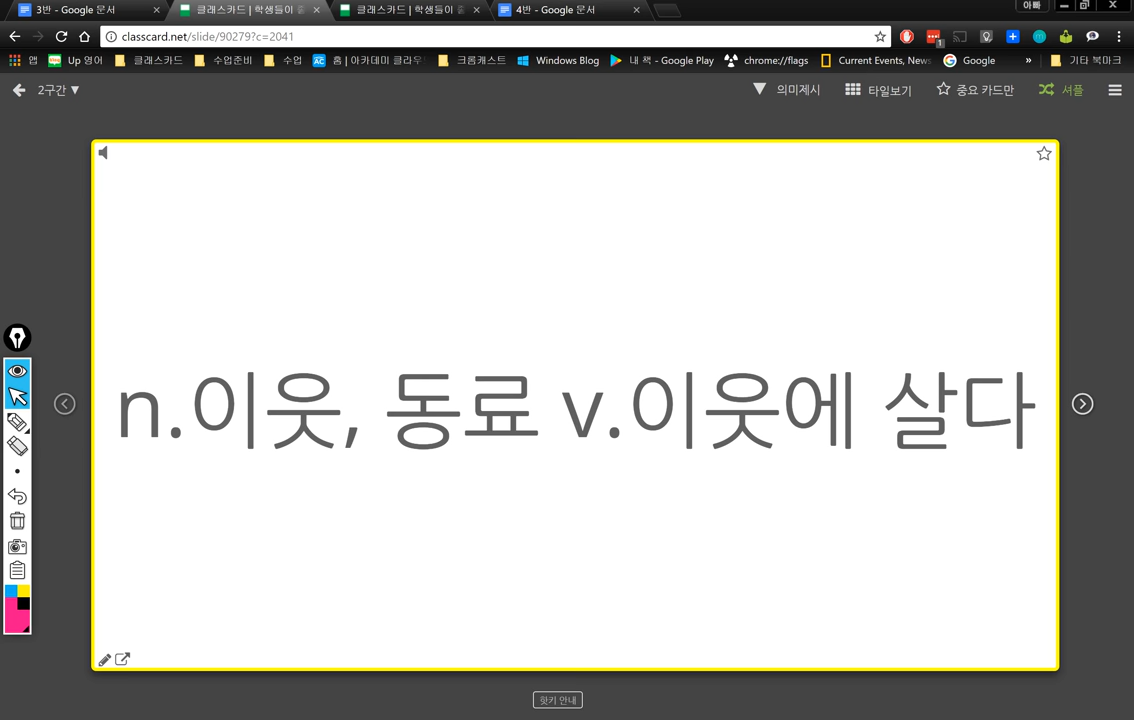 3반 - Google 문서
클래스카드 | 학생들이
클래스카드 | 학생들이
4반 - Google 문서
아빠
classcard.net/slide/90279?c=2041
1
앱
Up 영어
클래스카드
수업준비
수업
AC
홈 | 아카데미 클라우
크롬캐스트
Windows Blog
내 책 - Google Play
chrome://flags
Current Events, News
Google
»
기타 북마크
2구간 ▼
▼ 의미제시
타일보기
중요 카드만
셔플
n.이웃, 동료 v.이웃에 살다
핫키 안내